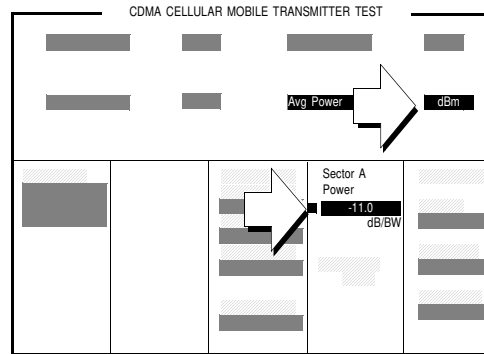 CDMA CELLULAR MOBILE TRANSMITTER TEST
Avg Power
dBm
Sector A
Power
-11.0
dB/BW